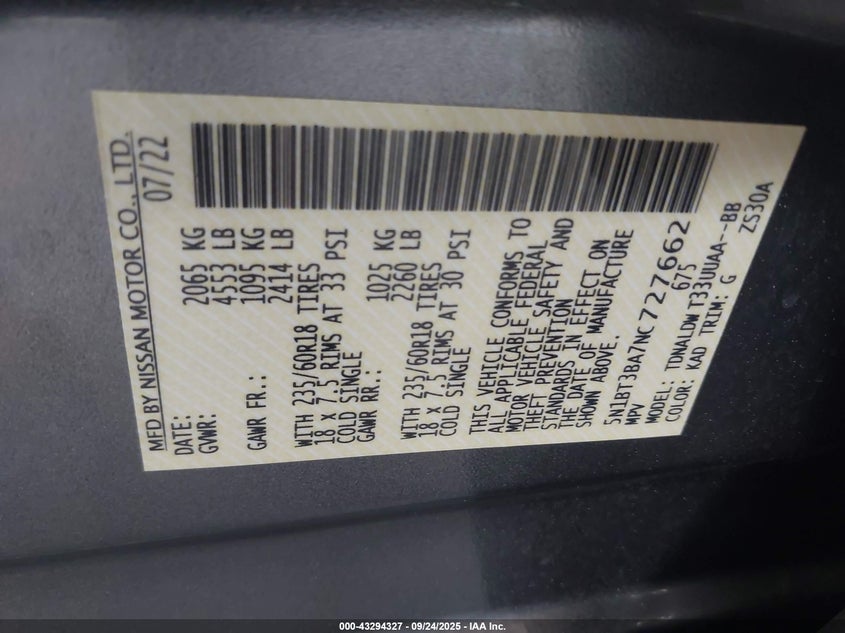 MFD BY NISSAN MOTOR CO., LTD.
DATE: 07/22
GVWR: 2065 KG
4553 LB
GAWR FR.: 1095 KG
2414 LB
WITH 235/60R18 TIRES
18 x 7.5 RIMS AT 33 PSI
COLD SINGLE
GAWR RR.: 1025 KG
2260 LB
WITH 235/60R18 TIRES
18 x 7.5 RIMS AT 30 PSI
COLD SINGLE
THIS VEHICLE CONFORMS TO
ALL APPLICABLE FEDERAL
MOTOR VEHICLE SAFETY AND
THEFT PREVENTION
STANDARDS IN EFFECT ON
THE DATE OF MANUFACTURE
SHOWN ABOVE.
5N1BT3BA7NC727662
MPV 675
MODEL: TDNALDW T33UUAA--BB
COLOR: KAD TRIM: G ZS30A
000-43294327 - 09/24/2025 - IAA Inc.